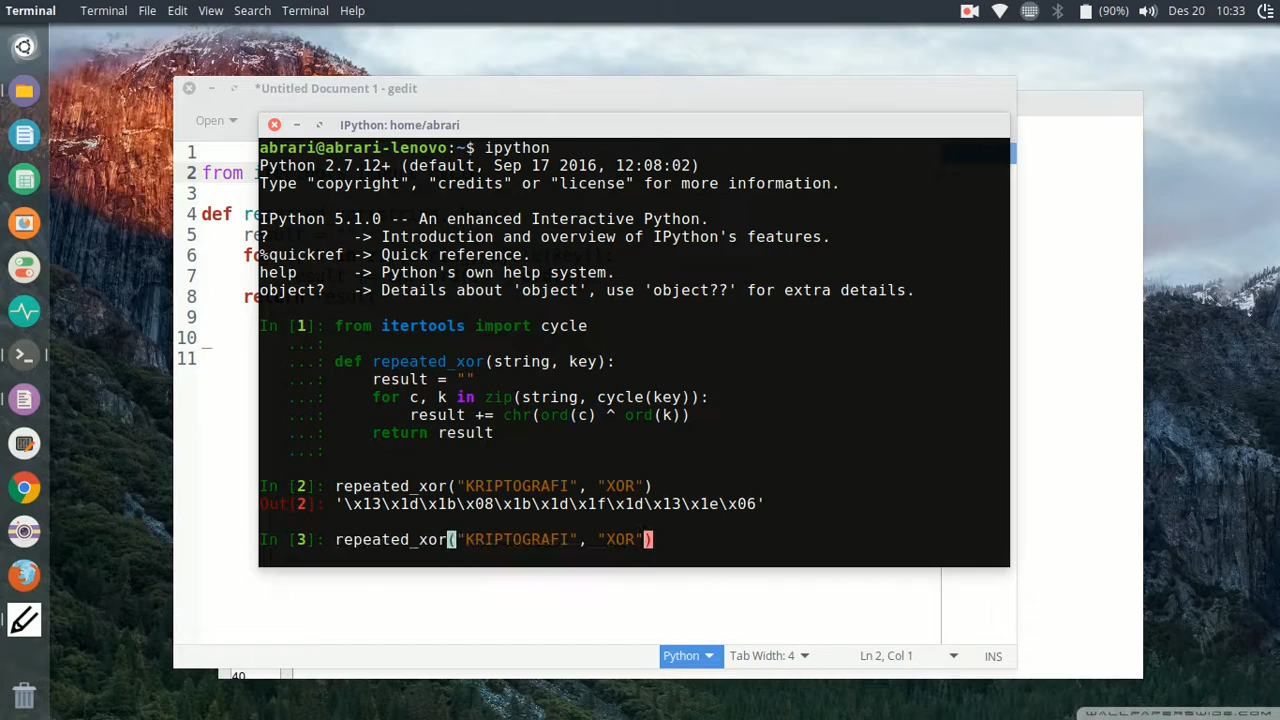 Terminal Terminal File Edit View Search Terminal Help (90%) Des 20 10:33
*Untitled Document 1 - gedit
Open
IPython: home/abrari
1
2 from
3
4 def
5
6
7
8
9
10
11
abrari@abrari-lenovo:~$ ipython
Python 2.7.12+ (default, Sep 17 2016, 12:08:02)
Type "copyright", "credits" or "license" for more information.
IPython 5.1.0 -- An enhanced Interactive Python.
? -> Introduction and overview of IPython's features.
%quickref -> Quick reference.
help -> Python's own help system.
object? -> Details about 'object', use 'object??' for extra details.
In [1]: from itertools import cycle
...:
...: def repeated_xor(string, key):
...: result = ""
...: for c, k in zip(string, cycle(key)):
...: result += chr(ord(c) ^ ord(k))
...: return result
...:
In [2]: repeated_xor("KRIPTOGRAFI", "XOR")
Out[2]: '\x13\x1d\x1b\x08\x1b\x1d\x1f\x1d\x13\x1e\x06'
In [3]: repeated_xor("KRIPTOGRAFI", "XOR")
Python Tab Width: 4 Ln 2, Col 1 INS
40
WALLPAPERSWIDE.COM